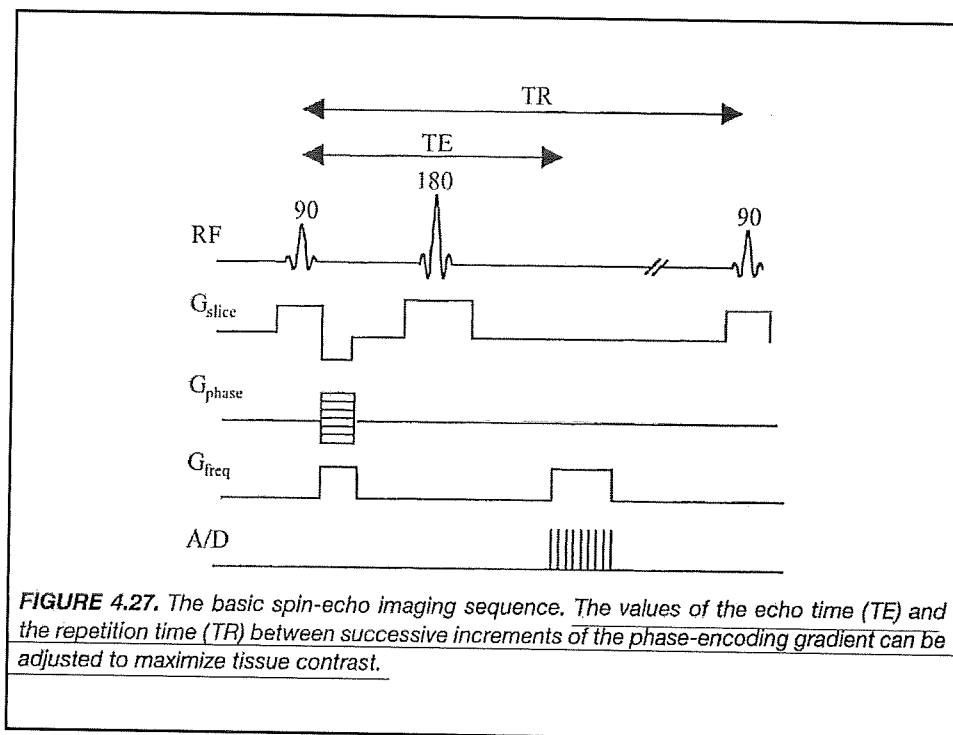 TR
TE
180
90
90
RF
Gslice
Gphase
Gfreq
A/D
FIGURE 4.27. The basic spin-echo imaging sequence. The values of the echo time (TE) and
the repetition time (TR) between successive increments of the phase-encoding gradient can be
adjusted to maximize tissue contrast.